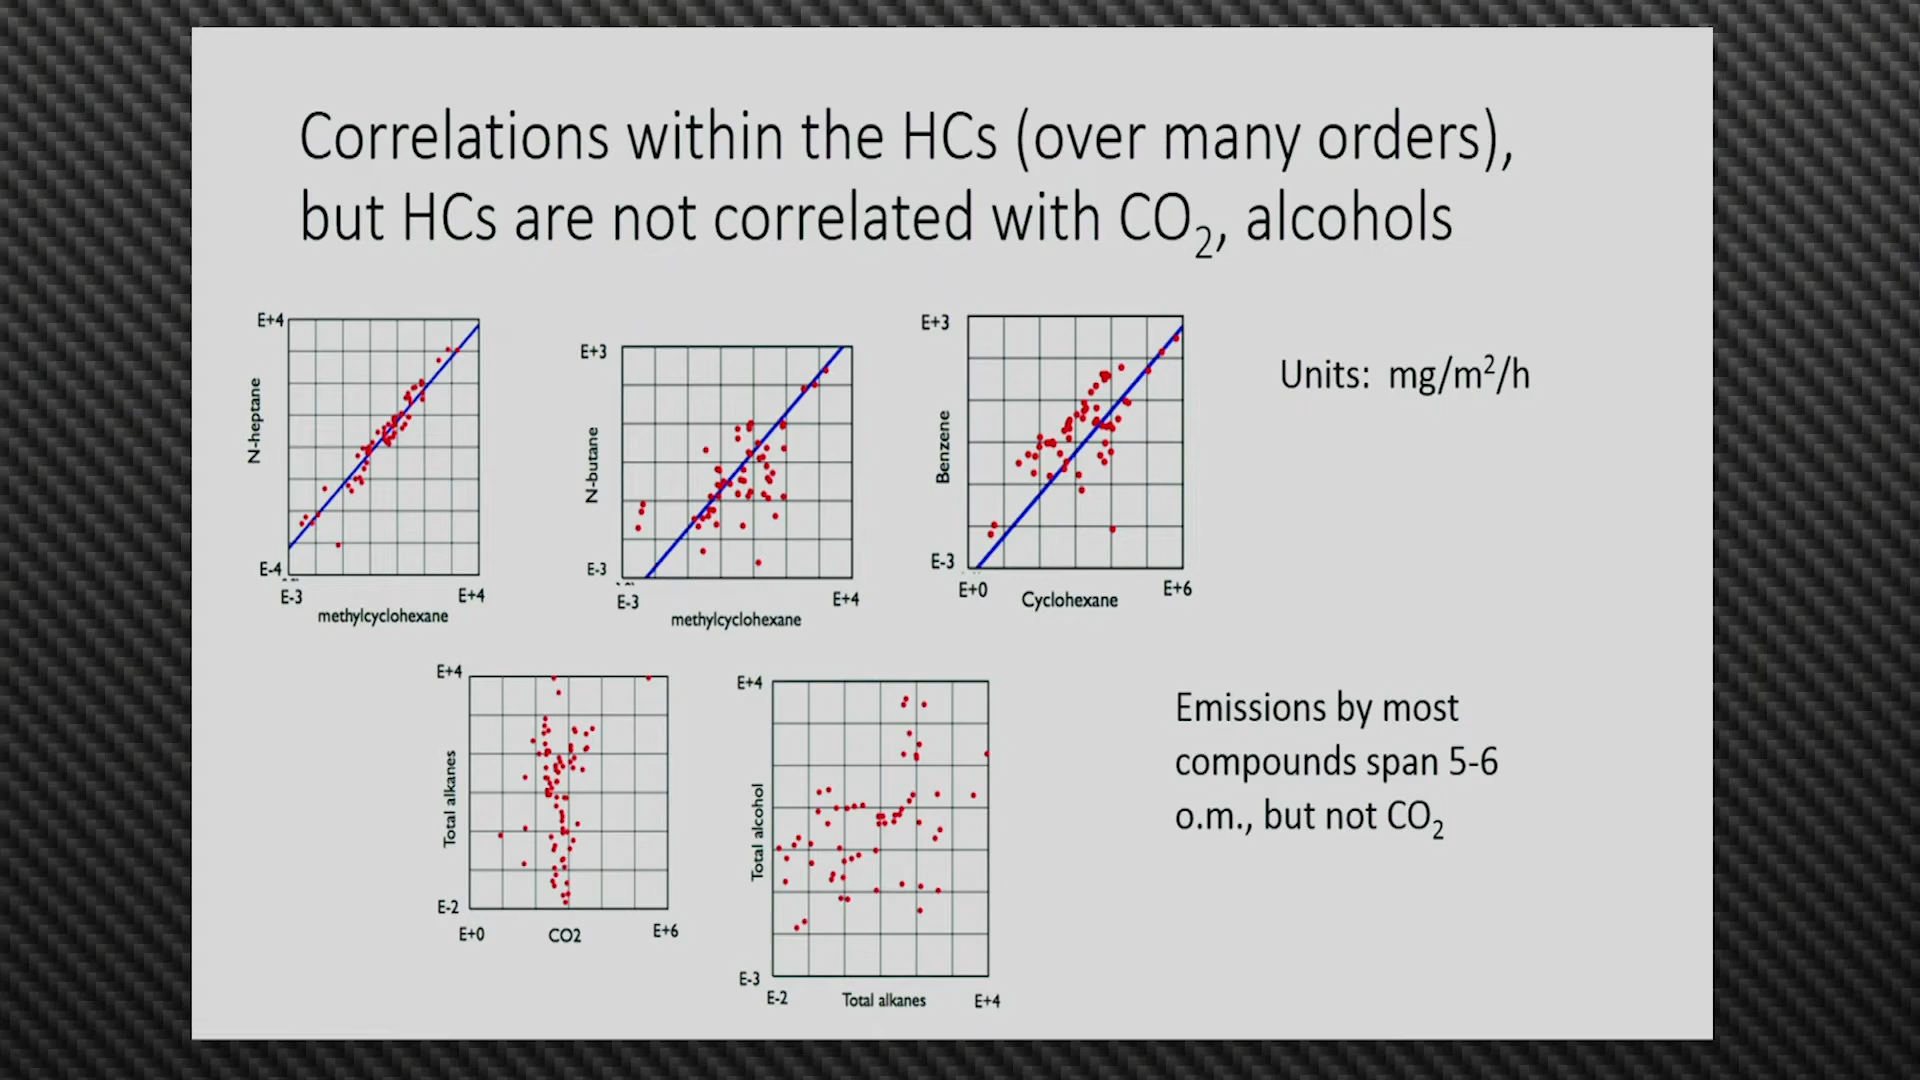 Correlations within the HCs (over many orders),
but HCs are not correlated with CO₂, alcohols
E+4
N-heptane
E-4
E-3
E+4
methylcyclohexane
E+3
N-butane
E-3
E-3
E+4
methylcyclohexane
E+3
Benzene
E-3
E+0
E+6
Cyclohexane
Units: mg/m²/h
E+4
Total alkanes
E-2
E+0
CO2
E+6
E+4
Total alcohol
E-3
E-2
Total alkanes
E+4
Emissions by most
compounds span 5-6
o.m., but not CO₂